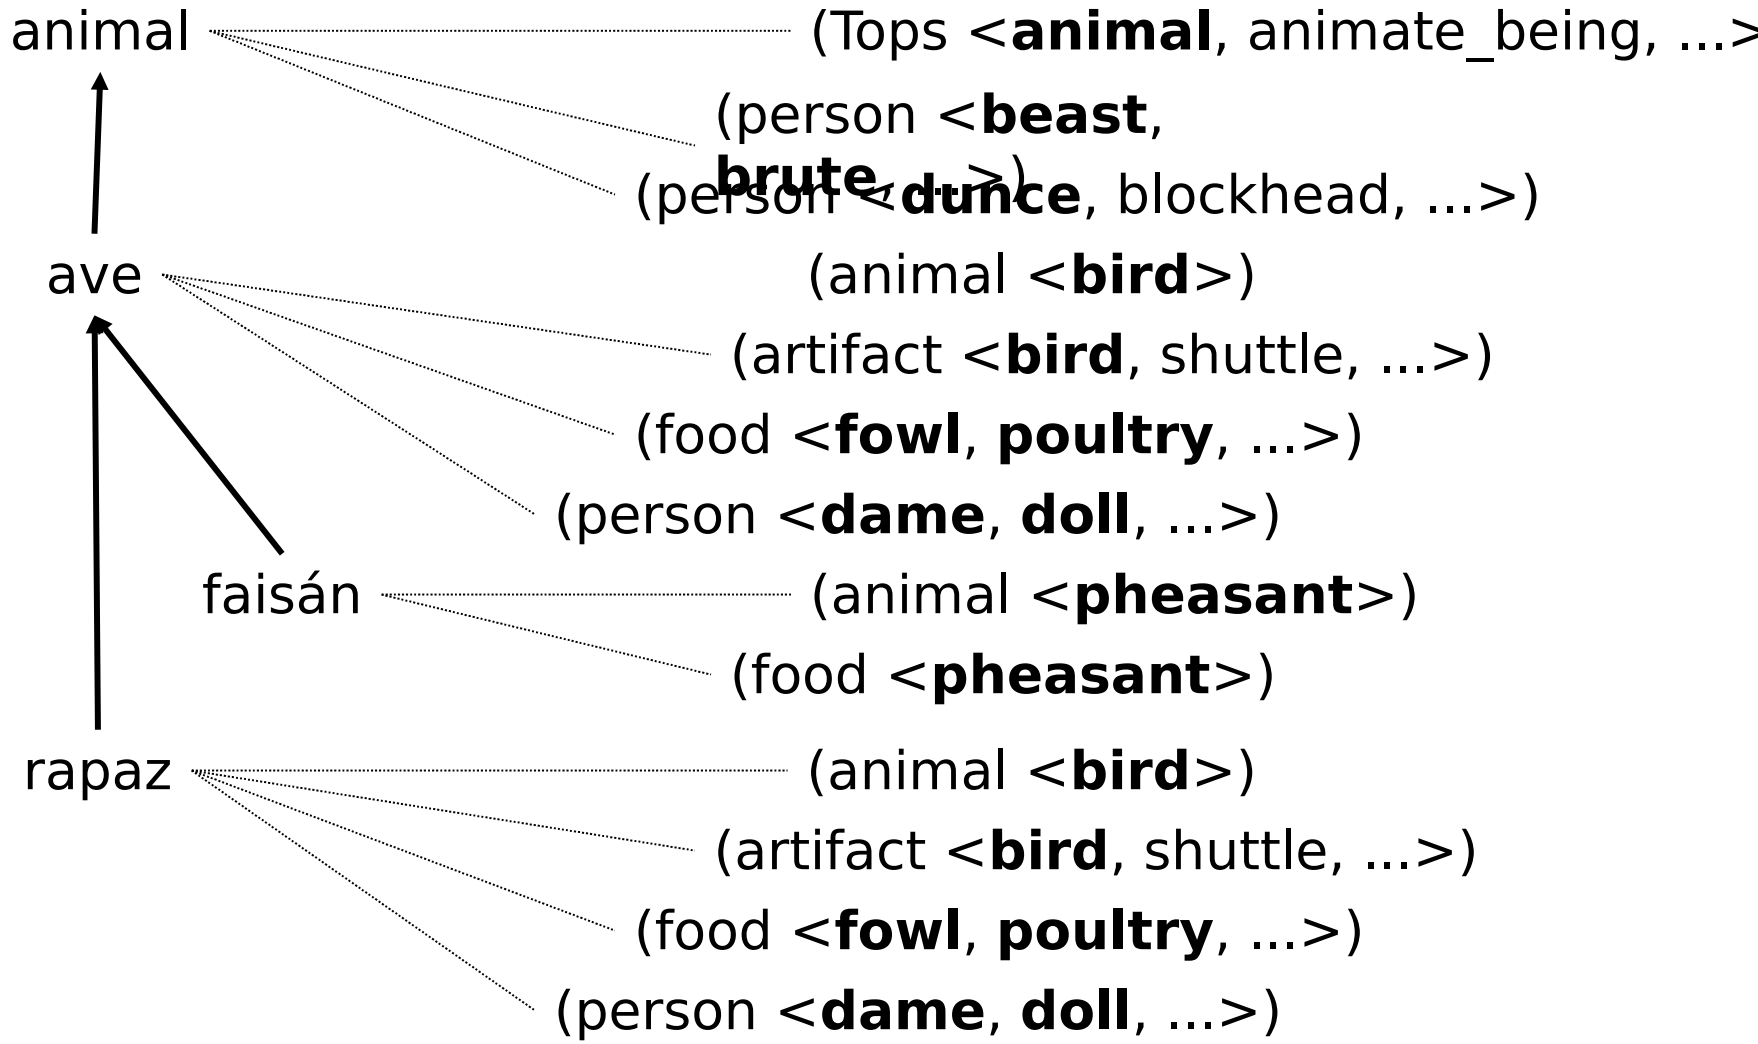 animal (Tops <animal, animate_being, ...>
(person <beast,
brute, ...>)
(person <dunce, blockhead, ...>)
ave (animal <bird>)
(artifact <bird, shuttle, ...>)
(food <fowl, poultry, ...>)
(person <dame, doll, ...>)
faisán (animal <pheasant>)
(food <pheasant>)
rapaz (animal <bird>)
(artifact <bird, shuttle, ...>)
(food <fowl, poultry, ...>)
(person <dame, doll, ...>)